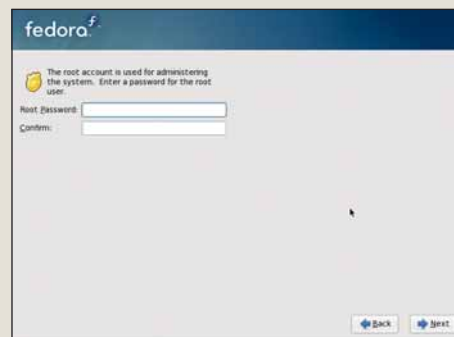 fedora
The root account is used for administering
the system. Enter a password for the root
user.
Root Password:
Confirm:
Back
Next